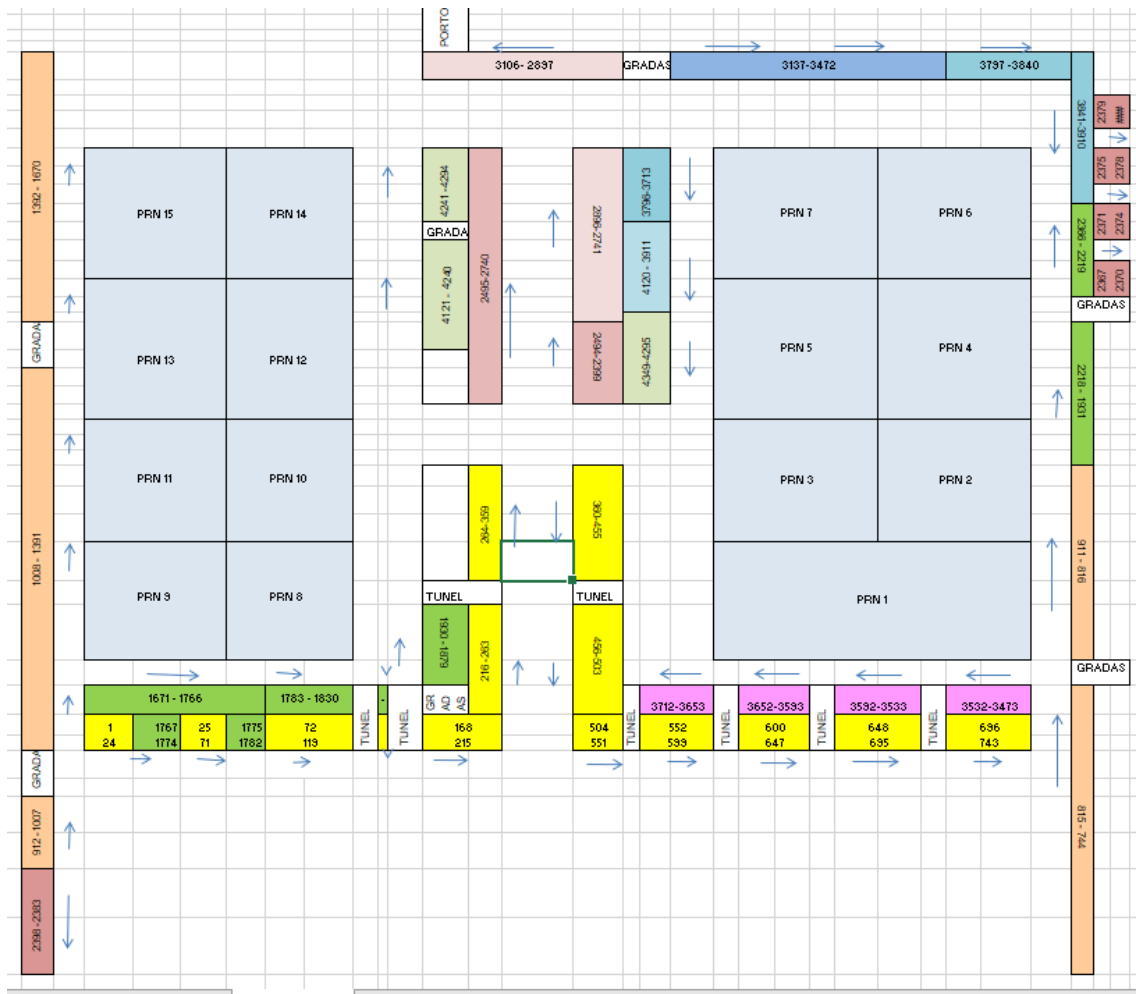 PORTO
3106- 2897
GRADAS
3137-3472
3797 -3840
1392 - 1670
3841-3910
2379
###
2375
2378
2371
2374
2367
2370
2366 - 2219
GRADAS
PRN 15
PRN 14
4241 -4294
GRADA
4121 - 4240
2495-2740
2896-2741
2494-2399
3796-3713
4120 - 3911
4349-4295
PRN 7
PRN 6
GRADA
PRN 13
PRN 12
PRN 5
PRN 4
2218 -1931
1008 - 1391
PRN 11
PRN 10
264-359
360-455
PRN 3
PRN 2
911 - 816
PRN 9
PRN 8
TUNEL
TUNEL
PRN 1
1930 - 1879
216 -263
456-503
GRADAS
1671 - 1766
1783 - 1830
-
GR
AD
AS
3712-3653
3652-3593
3592-3533
3532-3473
1
24
1767
1774
25
71
1775
1782
72
119
TUNEL
TUNEL
168
215
504
551
TUNEL
552
599
TUNEL
600
647
TUNEL
648
695
TUNEL
696
743
GRADA
912 -1007
815 - 744
2398 -2383